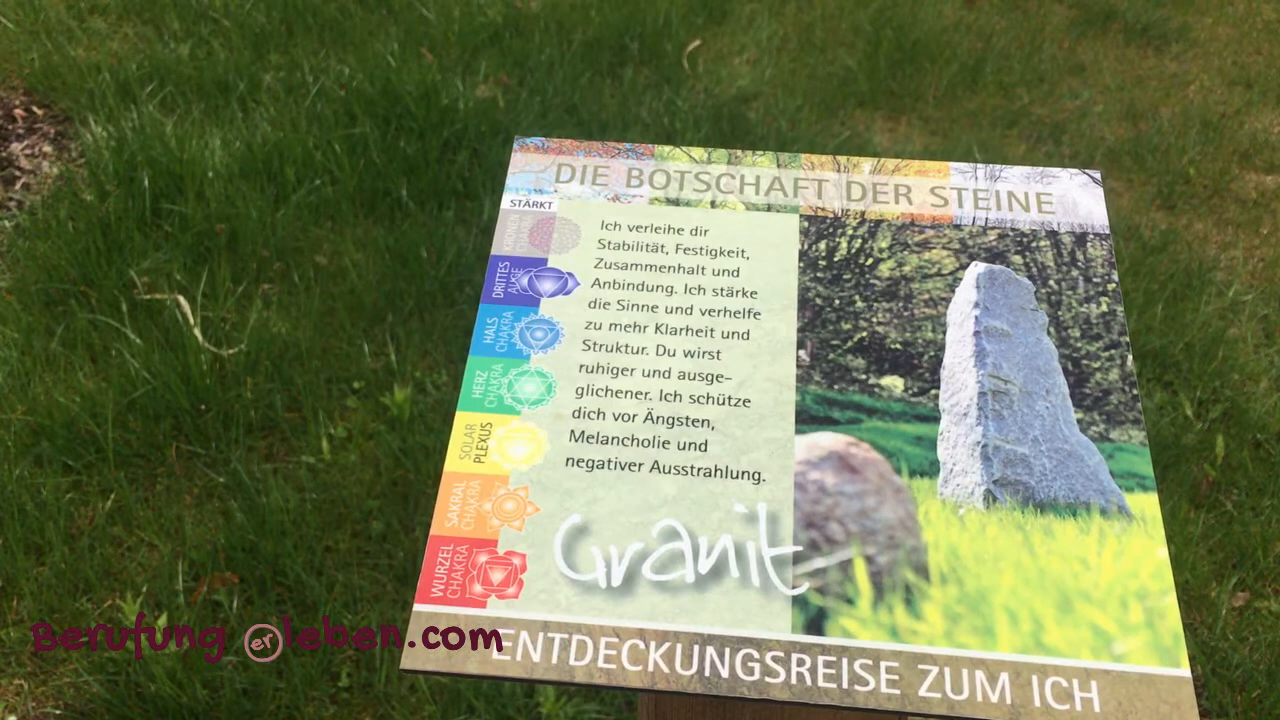 DIE BOTSCHAFT DER STEINE
STÄRKT
KRONEN
CHAKRA
DRITTES
AUGE
HALS
CHAKRA
HERZ
CHAKRA
SOLAR
PLEXUS
SAKRAL
CHAKRA
WURZEL
CHAKRA
Ich verleihe dir
Stabilität, Festigkeit,
Zusammenhalt und
Anbindung. Ich stärke
die Sinne und verhelfe
zu mehr Klarheit und
Struktur. Du wirst
ruhiger und ausge-
glichener. Ich schütze
dich vor Ängsten,
Melancholie und
negativer Ausstrahlung.
Granit
ENTDECKUNGSREISE ZUM ICH
Berufung erleben.com